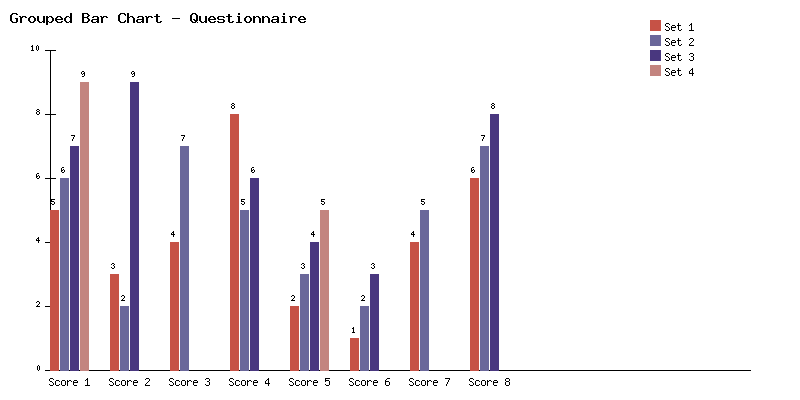 Grouped Bar Chart - Questionnaire
Set 1
Set 2
Set 3
Set 4
10
8
6
4
2
0
5
6
7
9
3
2
9
4
7
8
5
6
2
3
4
5
1
2
3
4
5
6
7
8
Score 1
Score 2
Score 3
Score 4
Score 5
Score 6
Score 7
Score 8